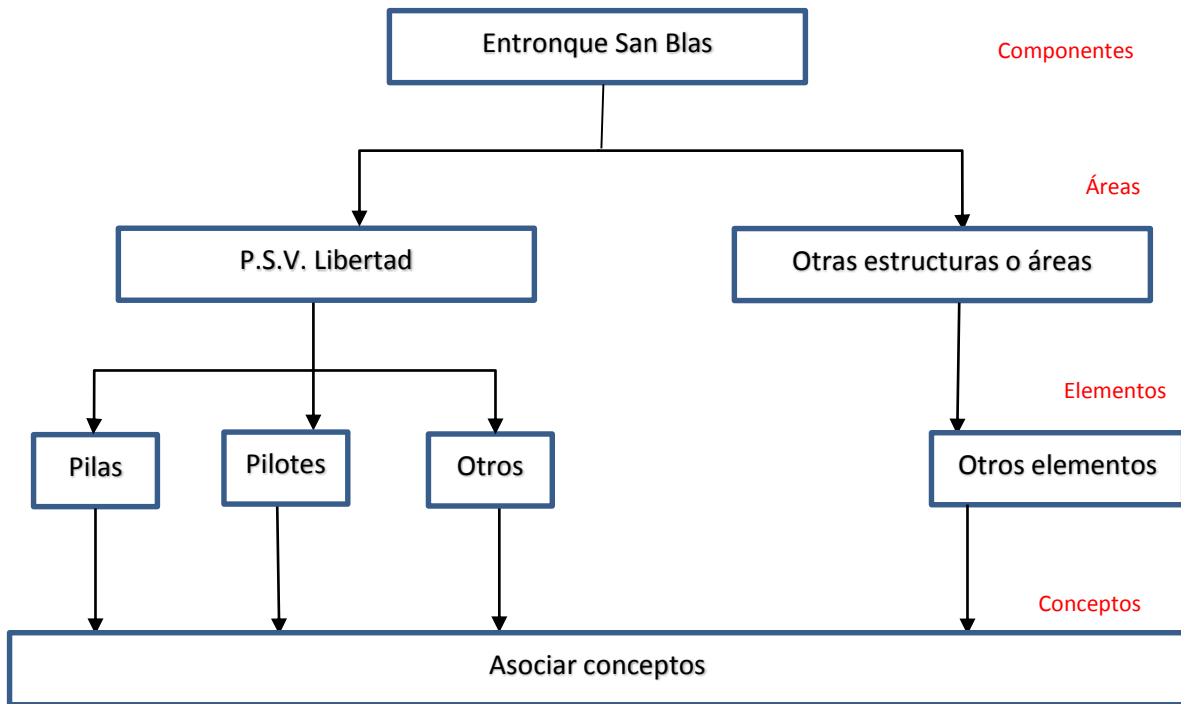 Entronque San Blas
Componentes
Áreas
P.S.V. Libertad
Otras estructuras o áreas
Elementos
Pilas
Pilotes
Otros
Otros elementos
Conceptos
Asociar conceptos